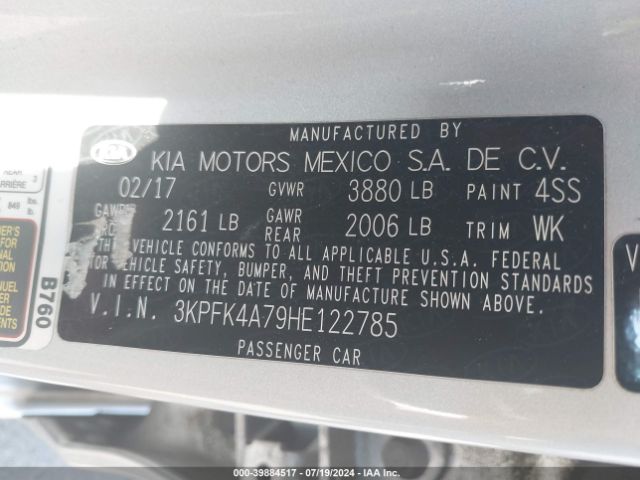 MANUFACTURED BY
KIA MOTORS MEXICO S.A. DE C.V.
02/17 GVWR 3880 LB PAINT 4SS
2161 LB GAWR REAR 2006 LB TRIM WK
VEHICLE CONFORMS TO ALL APPLICABLE U.S.A. FEDERAL
VEHICLE SAFETY, BUMPER, AND THEFT PREVENTION STANDARDS
IN EFFECT ON THE DATE OF MANUFACTURE SHOWN ABOVE.
V.I.N. 3KPFK4A79HE122785
PASSENGER CAR
B760
000-39884517 / 07/19/2024 / IAA Inc.